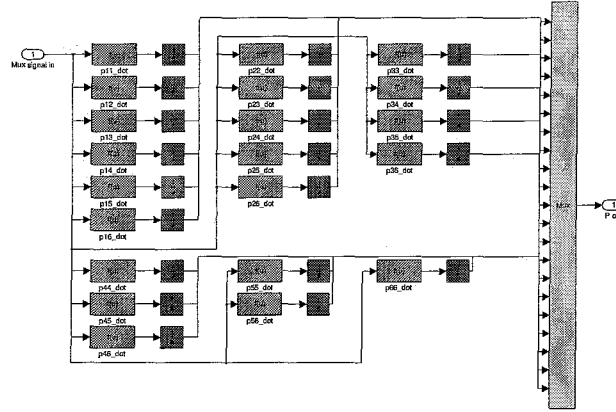 1
Mux signal in
f(u)
p11_dot
f(u)
p22_dot
f(u)
p33_dot
f(u)
p12_dot
f(u)
p23_dot
f(u)
p34_dot
f(u)
p13_dot
f(u)
p24_dot
f(u)
p35_dot
f(u)
p14_dot
f(u)
p25_dot
f(u)
p36_dot
f(u)
p15_dot
f(u)
p26_dot
f(u)
p16_dot
Mux
1
f(u)
p44_dot
f(u)
p55_dot
f(u)
p66_dot
f(u)
p45_dot
f(u)
p56_dot
f(u)
p46_dot